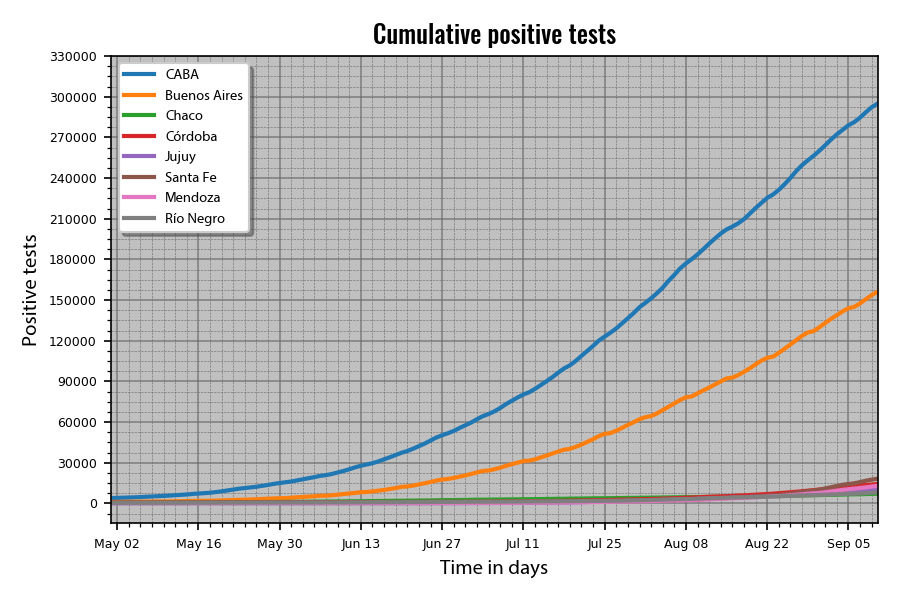 Cumulative positive tests
Positive tests
330000
300000
270000
240000
210000
180000
150000
120000
90000
60000
30000
0
CABA
Buenos Aires
Chaco
Córdoba
Jujuy
Santa Fe
Mendoza
Río Negro
May 02 May 16 May 30 Jun 13 Jun 27 Jul 11 Jul 25 Aug 08 Aug 22 Sep 05
Time in days